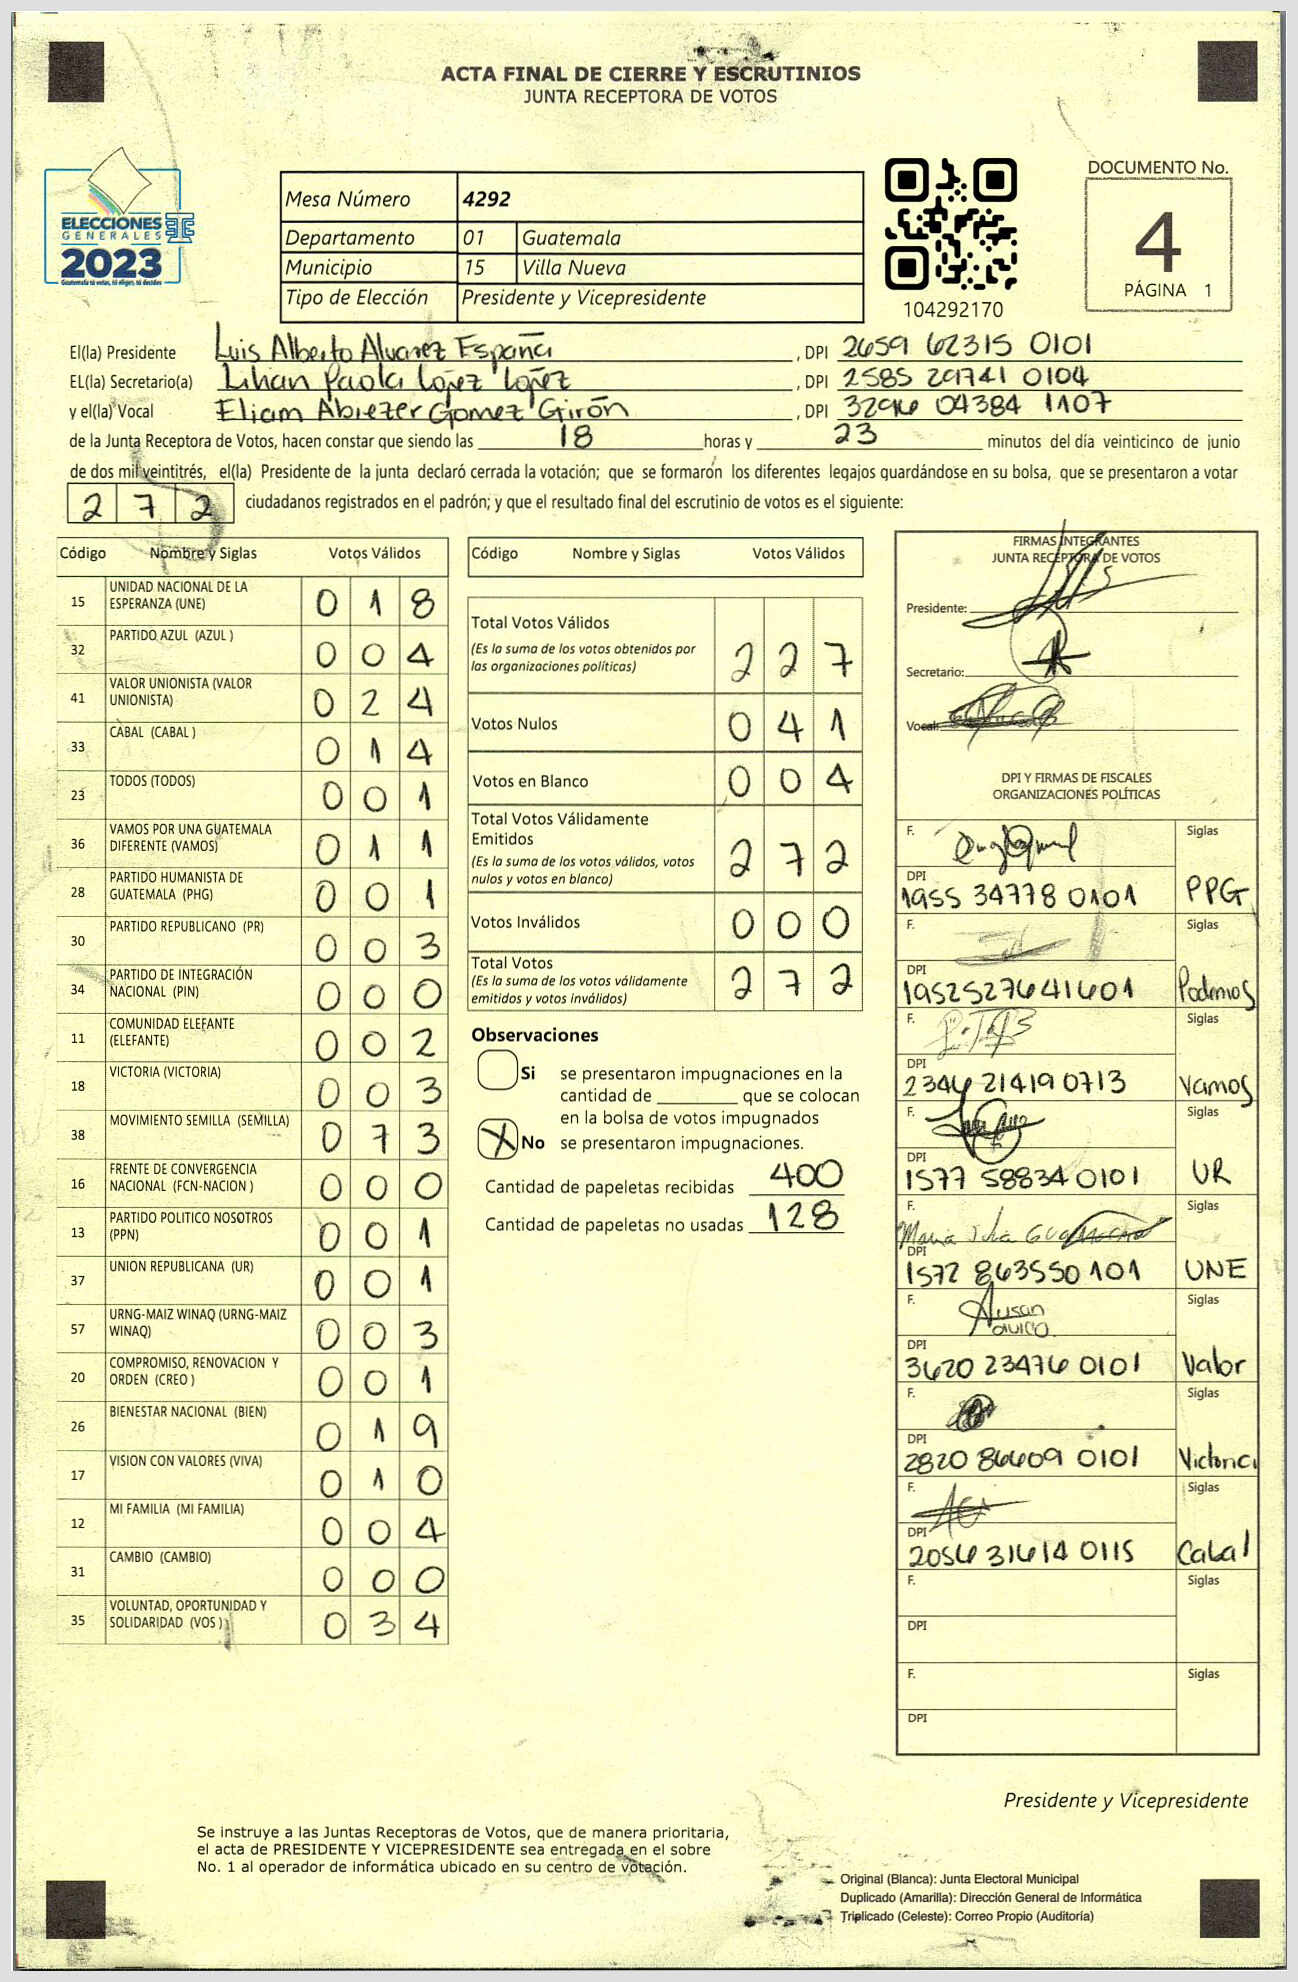 ACTA FINAL DE CIERRE Y ESCRUTINIOS
JUNTA RECEPTORA DE VOTOS
ELECCIONES
GENERALES
2023
Guatemala tú votas, tú eliges, tú decides
Mesa Número 4292
Departamento 01 Guatemala
Municipio 15 Villa Nueva
Tipo de Elección Presidente y Vicepresidente
104292170
DOCUMENTO No.
4
PÁGINA 1
El(la) Presidente Luis Alberto Alvarez España , DPI 2659 62315 0101
EL(la) Secretario(a) Lilian Paola López López , DPI 2585 29741 0104
y el(la) Vocal Eliam Abiezer Gomez Girón , DPI 3296 04384 1107
de la Junta Receptora de Votos, hacen constar que siendo las 18 horas y 23 minutos del día veinticinco de junio
de dos mil veintitrés, el(la) Presidente de la junta declaró cerrada la votación; que se formarón los diferentes legajos guardándose en su bolsa, que se presentaron a votar
272 ciudadanos registrados en el padrón; y que el resultado final del escrutinio de votos es el siguiente:
Código Nombre y Siglas Votos Válidos
15 UNIDAD NACIONAL DE LA ESPERANZA (UNE) 0 1 8
32 PARTIDO AZUL (AZUL ) 0 0 4
41 VALOR UNIONISTA (VALOR UNIONISTA) 0 2 4
33 CABAL (CABAL ) 0 1 4
23 TODOS (TODOS) 0 0 1
36 VAMOS POR UNA GUATEMALA DIFERENTE (VAMOS) 0 1 1
28 PARTIDO HUMANISTA DE GUATEMALA (PHG) 0 0 1
30 PARTIDO REPUBLICANO (PR) 0 0 3
34 PARTIDO DE INTEGRACIÓN NACIONAL (PIN) 0 0 0
11 COMUNIDAD ELEFANTE (ELEFANTE) 0 0 2
18 VICTORIA (VICTORIA) 0 0 3
38 MOVIMIENTO SEMILLA (SEMILLA) 0 7 3
16 FRENTE DE CONVERGENCIA NACIONAL (FCN-NACION ) 0 0 0
13 PARTIDO POLITICO NOSOTROS (PPN) 0 0 1
37 UNION REPUBLICANA (UR) 0 0 1
57 URNG-MAIZ WINAQ (URNG-MAIZ WINAQ) 0 0 3
20 COMPROMISO, RENOVACION Y ORDEN (CREO ) 0 0 1
26 BIENESTAR NACIONAL (BIEN) 0 1 9
17 VISION CON VALORES (VIVA) 0 1 0
12 MI FAMILIA (MI FAMILIA) 0 0 4
31 CAMBIO (CAMBIO) 0 0 0
35 VOLUNTAD, OPORTUNIDAD Y SOLIDARIDAD (VOS ) 0 3 4
Código Nombre y Siglas Votos Válidos
Total Votos Válidos
(Es la suma de los votos obtenidos por
las organizaciones políticas) 2 2 7
Votos Nulos 0 4 1
Votos en Blanco 0 0 4
Total Votos Válidamente
Emitidos
(Es la suma de los votos válidos, votos
nulos y votos en blanco) 2 7 2
Votos Inválidos 0 0 0
Total Votos
(Es la suma de los votos válidamente
emitidos y votos inválidos) 2 7 2
Observaciones
Si se presentaron impugnaciones en la
cantidad de ________ que se colocan
en la bolsa de votos impugnados
X No se presentaron impugnaciones.
Cantidad de papeletas recibidas 400
Cantidad de papeletas no usadas 128
FIRMAS INTEGRANTES
JUNTA RECEPTORA DE VOTOS
Presidente:
Secretario:
Vocal:
DPI Y FIRMAS DE FISCALES
ORGANIZACIONES POLÍTICAS
F. Siglas
DPI
1955 34778 0101 PPG
F. Siglas
DPI
1952527641601 Podemos
F. Siglas
DPI
2346 21419 0713 Vamos
F. Siglas
DPI
1577 58834 0101 UR
F. Maria Siglas
DPI
1572 86355 0101 UNE
F. Siglas
DPI
3620 23476 0101 Valor
F. Siglas
DPI
2820 86609 0101 Victoria
F. Siglas
DPI
2056 31614 0115 Cabal
F. Siglas
DPI
F. Siglas
DPI
Presidente y Vicepresidente
Se instruye a las Juntas Receptoras de Votos, que de manera prioritaria,
el acta de PRESIDENTE Y VICEPRESIDENTE sea entregada en el sobre
No. 1 al operador de informática ubicado en su centro de votación.
Original (Blanca): Junta Electoral Municipal
Duplicado (Amarilla): Dirección General de Informática
Triplicado (Celeste): Correo Propio (Auditoría)